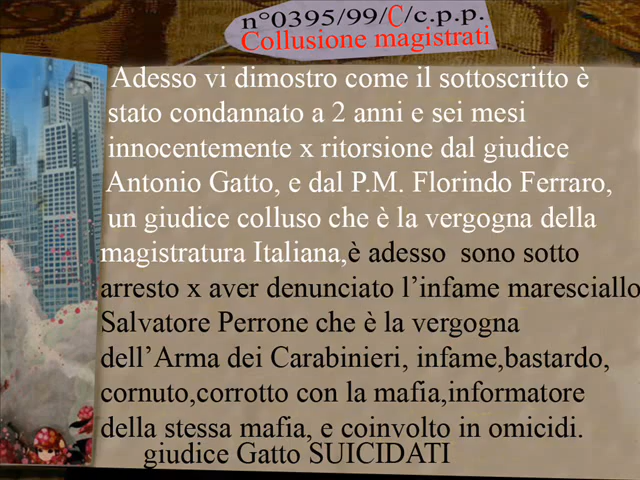 n°0395/99/C/c.p.p.
Collusione magistrati
Adesso vi dimostro come il sottoscritto è
stato condannato a 2 anni e sei mesi
innocentemente x ritorsione dal giudice
Antonio Gatto, e dal P.M. Florindo Ferraro,
un giudice colluso che è la vergogna della
magistratura Italiana,è adesso sono sotto
arresto x aver denunciato l'infame maresciallo
Salvatore Perrone che è la vergogna
dell'Arma dei Carabinieri, infame,bastardo,
cornuto,corrotto con la mafia,informatore
della stessa mafia, e coinvolto in omicidi.
giudice Gatto SUICIDATI